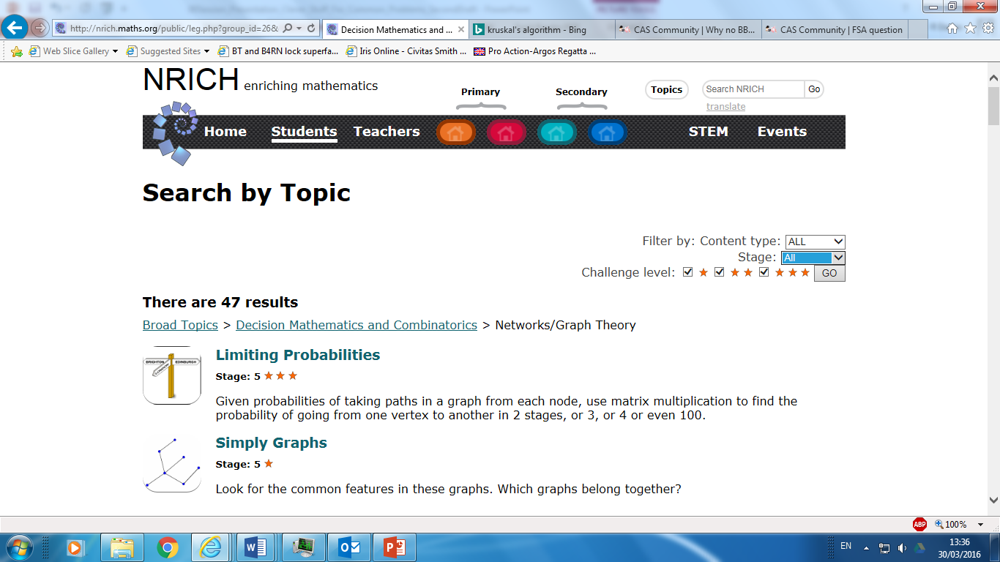 http://nrich.maths.org/public/leg.php?group_id=26&
Decision Mathematics and ...
kruskal's algorithm - Bing
CAS Community | Why no BB...
CAS Community | FSA question
Web Slice Gallery
Suggested Sites
BT and B4RN lock superfa...
Iris Online - Civitas Smith ...
Pro Action-Argos Regatta ...
NRICH enriching mathematics
Primary
Secondary
Topics
Search NRICH
Go
translate
Home
Students
Teachers
STEM
Events
Search by Topic
Filter by: Content type: ALL
Stage: All
Challenge level:
GO
There are 47 results
Broad Topics > Decision Mathematics and Combinatorics > Networks/Graph Theory
BRIGHTON
EDINBURGH
LONDON
Limiting Probabilities
Stage: 5
Given probabilities of taking paths in a graph from each node, use matrix multiplication to find the
probability of going from one vertex to another in 2 stages, or 3, or 4 or even 100.
Simply Graphs
Stage: 5
Look for the common features in these graphs. Which graphs belong together?
ABP
100%
EN
13:36
30/03/2016